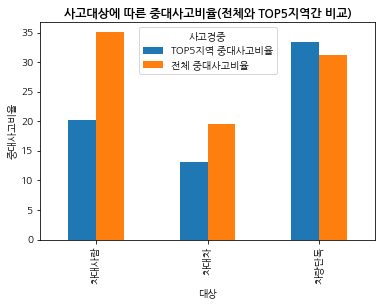 사고대상에 따른 중대사고비율(전체와 TOP5지역간 비교)
사고경중
TOP5지역 중대사고비율
전체 중대사고비율
중대사고비율
35
30
25
20
15
10
5
0
차대사람
차대차
차량단독
대상